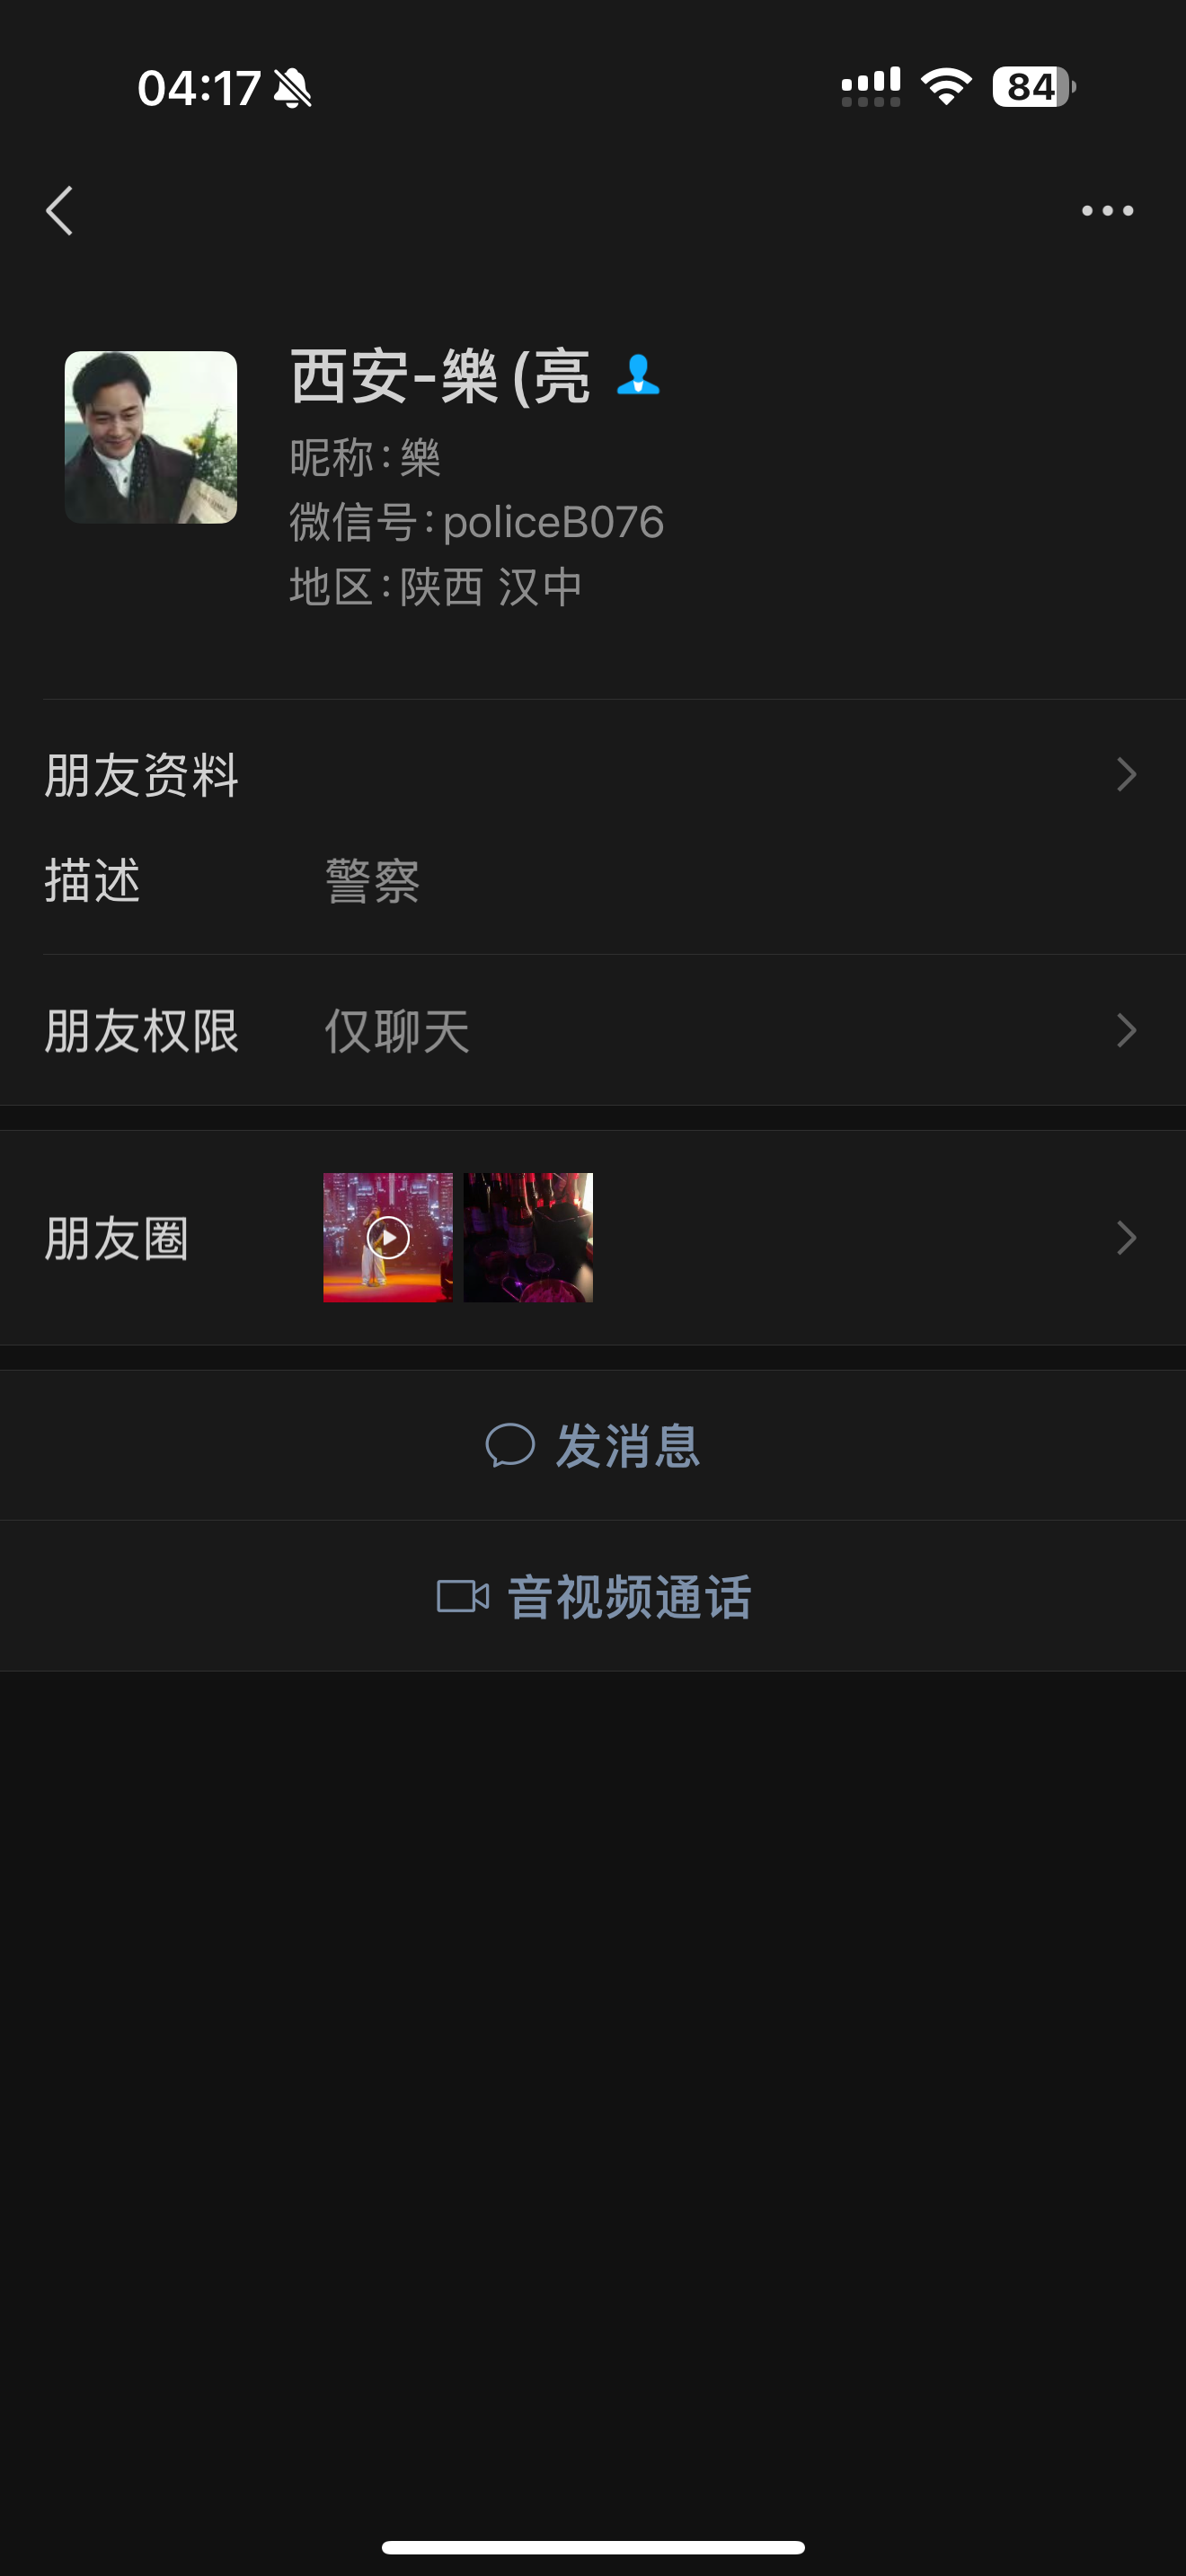 04:17
84
西安-樂(亮
昵称:樂
微信号:policeB076
地区:陕西 汉中
朋友资料
描述 警察
朋友权限 仅聊天
朋友圈
发消息
音视频通话